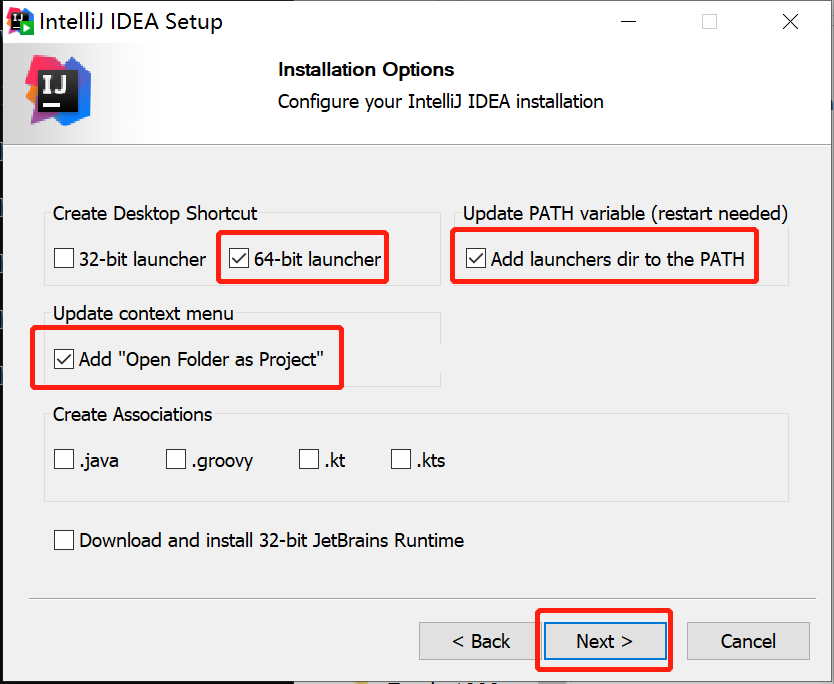 IntelliJ IDEA Setup
IJ
Installation Options
Configure your IntelliJ IDEA installation
Create Desktop Shortcut
32-bit launcher
64-bit launcher
Update PATH variable (restart needed)
Add launchers dir to the PATH
Update context menu
Add "Open Folder as Project"
Create Associations
.java
.groovy
.kt
.kts
Download and install 32-bit JetBrains Runtime
< Back
Next >
Cancel